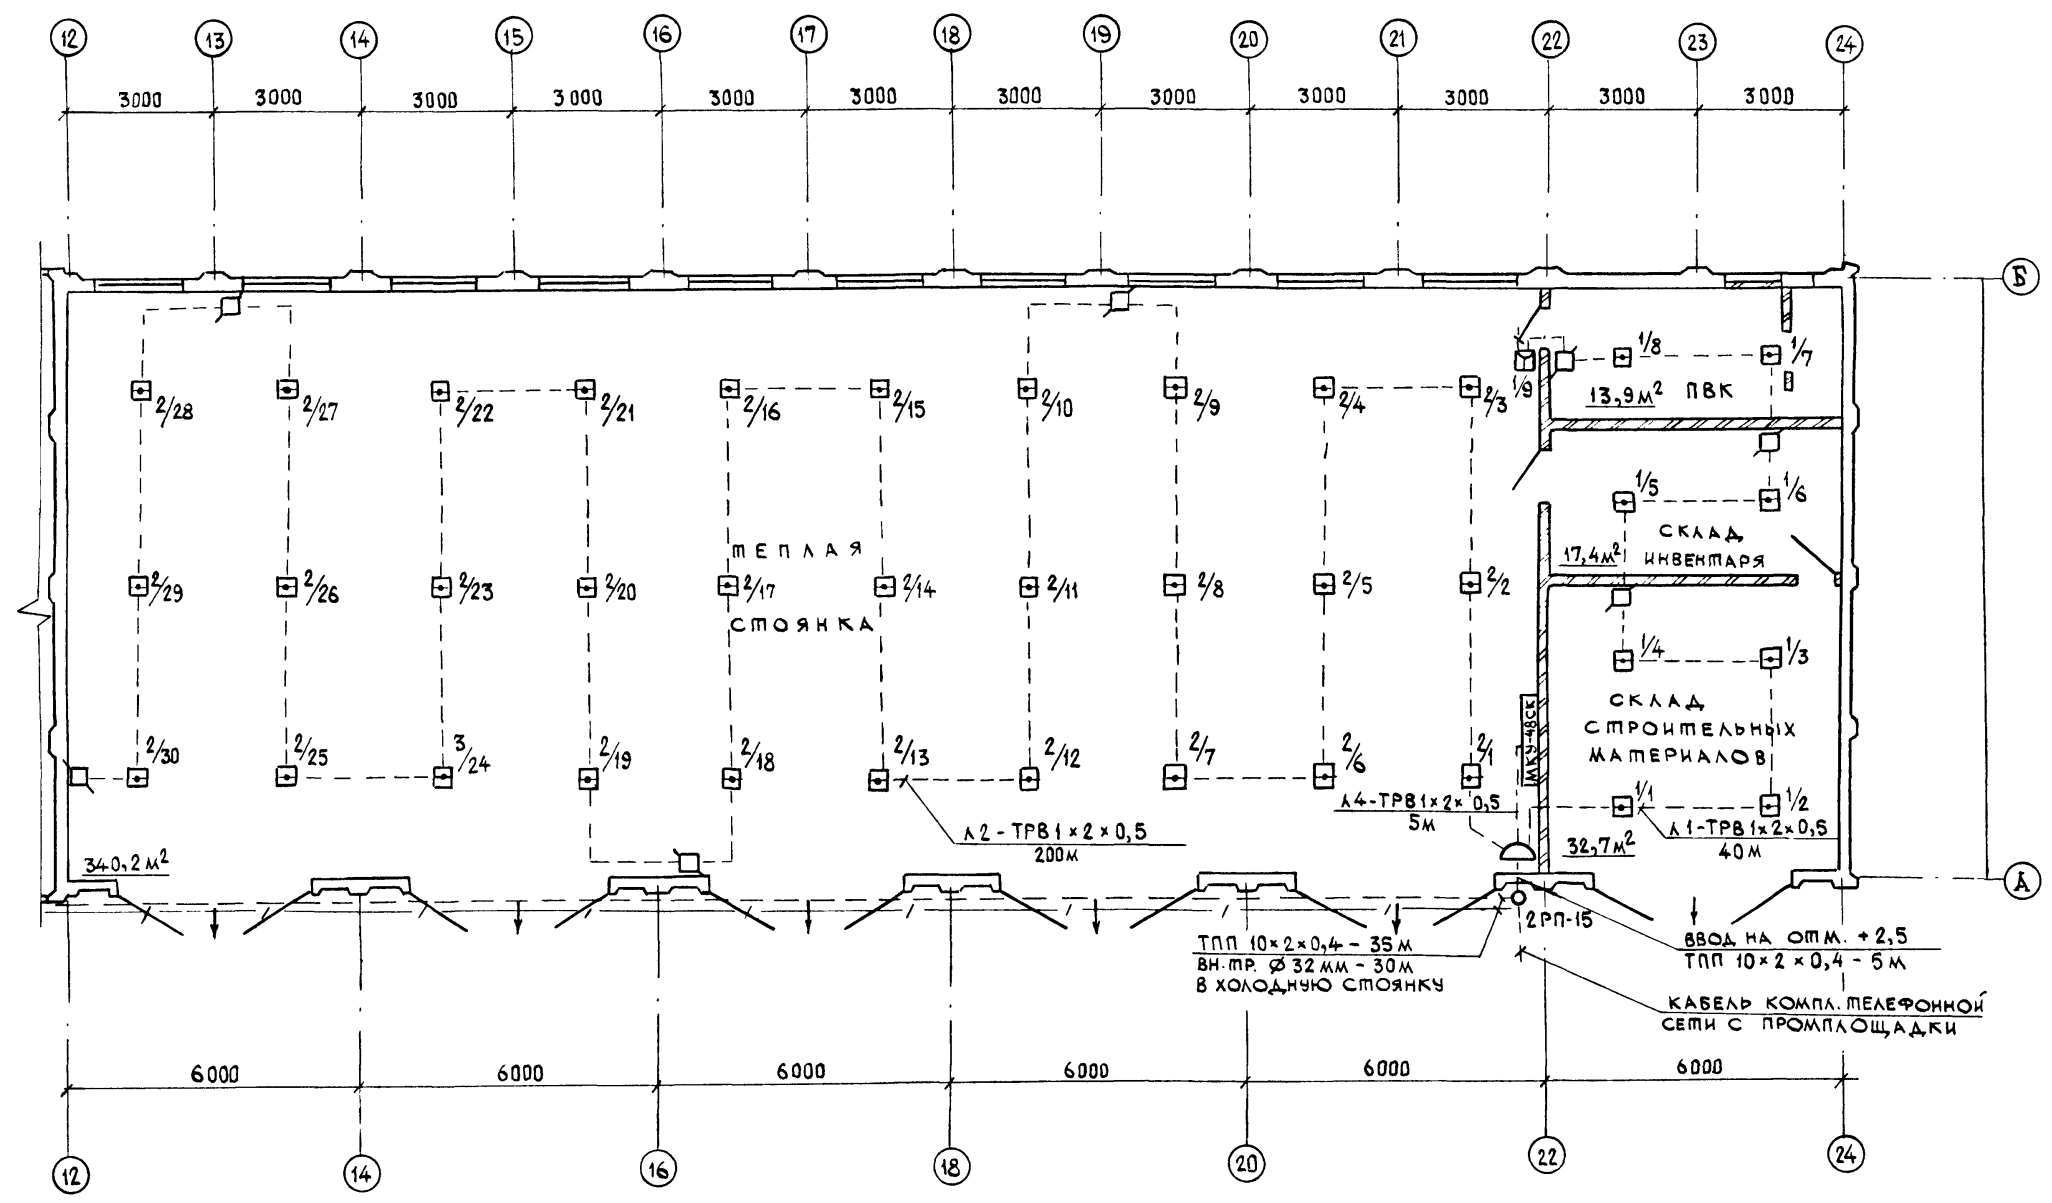 12 13 14 15 16 17 18 19 20 21 22 23 24
3000 3000 3000 3000 3000 3000 3000 3000 3000 3000 3000 3000
Б
1/8 1/7
1/9
13,9м² ПВК
2/28 2/27 2/22 2/21 2/16 2/15 2/10 2/9 2/4 2/3
1/5 1/6
СКЛАД
17,4м² ИНВЕНТАРЯ
ТЕПЛАЯ
2/29 2/26 2/23 2/20 2/17 2/14 2/11 2/8 2/5 2/2
СТОЯНКА
1/4 1/3
СКЛАД
СТРОИТЕЛЬНЫХ
МАТЕРИАЛОВ
МКУ-48СК
2/30 2/25 3/24 2/19 2/18 2/13 2/12 2/7 2/6 2/1
1/1 1/2
Л4-ТРВ 1×2×0,5
5м
Л1-ТРВ 1×2×0,5
40м
Л2-ТРВ 1×2×0,5
200м
32,7м²
340,2м²
А
2РП-15
ТПП 10×2×0,4-35м
ВН.ТР. Ø32мм-30м
В ХОЛОДНУЮ СТОЯНКУ
ВВОД НА ОТМ. +2,5
ТПП 10×2×0,4-5м
КАБЕЛЬ КОМПЛ. ТЕЛЕФОННОЙ
СЕТИ С ПРОМПЛОЩАДКИ
6000 6000 6000 6000 6000 6000
12 14 16 18 20 22 24